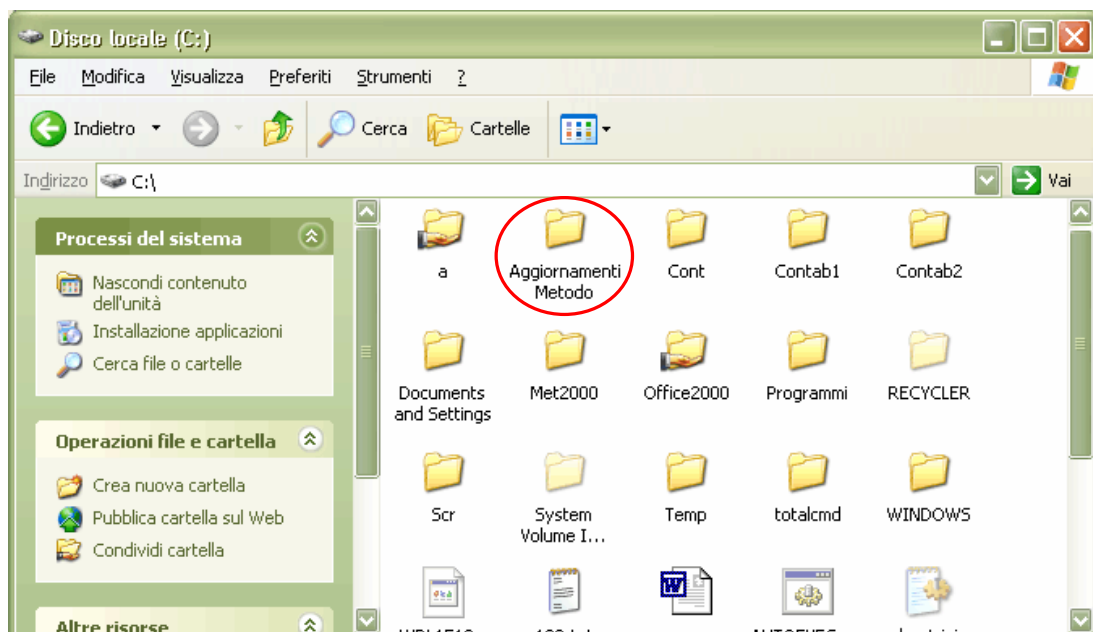 Disco locale (C:)
File Modifica Visualizza Preferiti Strumenti ?
Indietro Cerca Cartelle
Indirizzo C:\ Vai
Processi del sistema
Nascondi contenuto
dell'unità
Installazione applicazioni
Cerca file o cartelle
Operazioni file e cartella
Crea nuova cartella
Pubblica cartella sul Web
Condividi cartella
Altre risorse
a
Aggiornamenti
Metodo
Cont
Contab1
Contab2
Documents
and Settings
Met2000
Office2000
Programmi
RECYCLER
Scr
System
Volume I...
Temp
totalcmd
WINDOWS